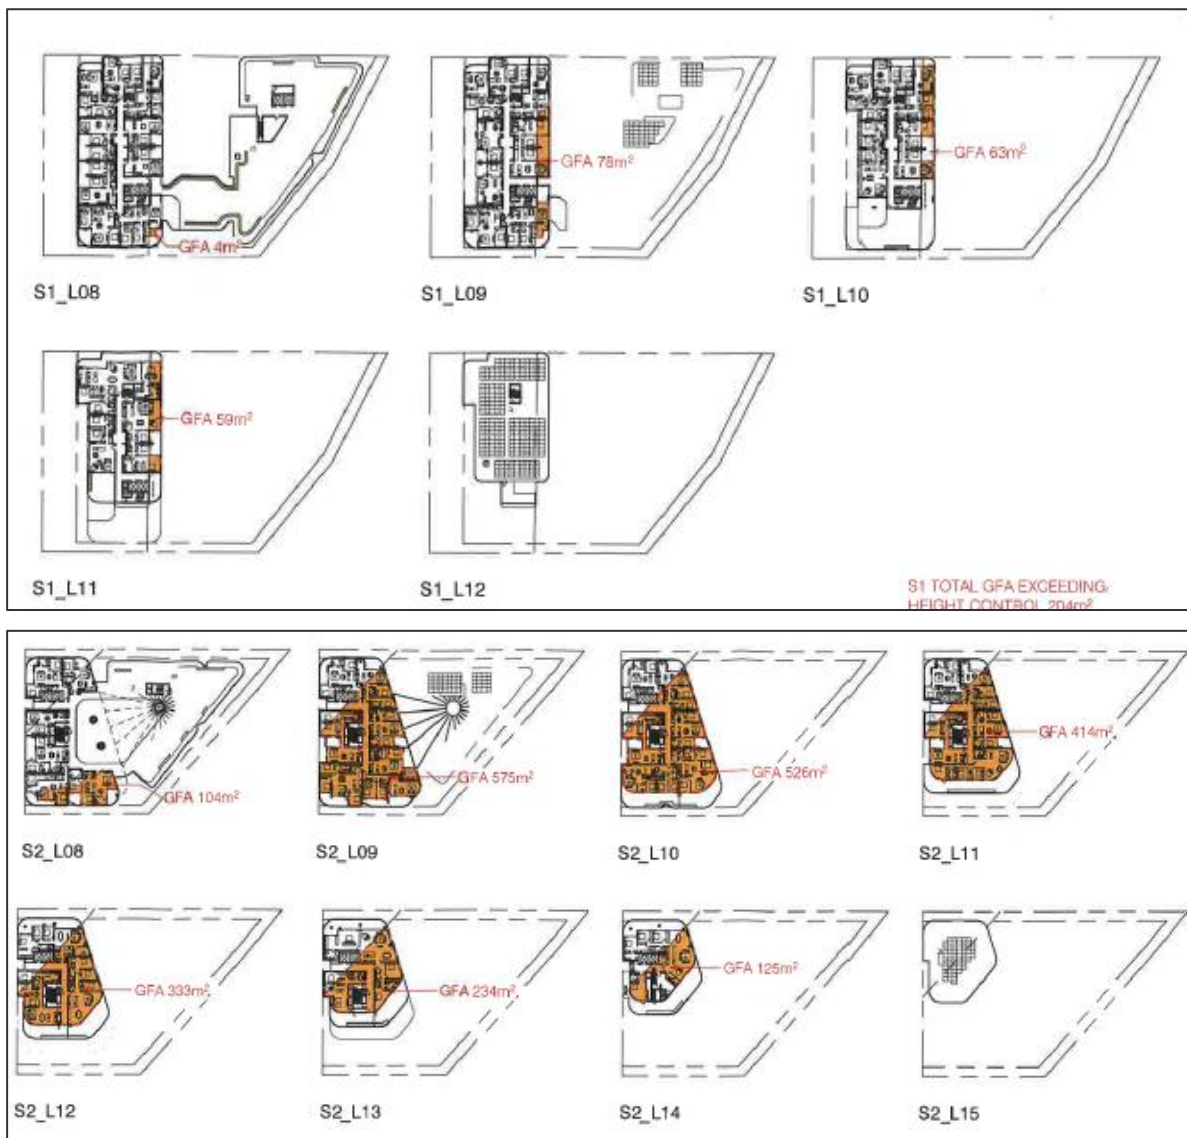 GFA 4m²
GFA 78m²
GFA 63m²
S1_L08
S1_L09
S1_L10
GFA 59m²
S1_L11
S1_L12
S1 TOTAL GFA EXCEEDING
HEIGHT CONTROL 204m²
GFA 104m²
GFA 575m²
GFA 526m²
GFA 414m²
S2_L08
S2_L09
S2_L10
S2_L11
GFA 333m²
GFA 234m²
GFA 125m²
S2_L12
S2_L13
S2_L14
S2_L15